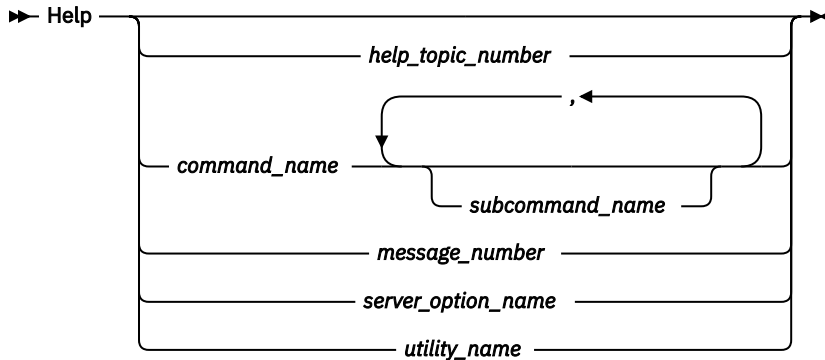 Help
help_topic_number
,
command_name
subcommand_name
message_number
server_option_name
utility_name